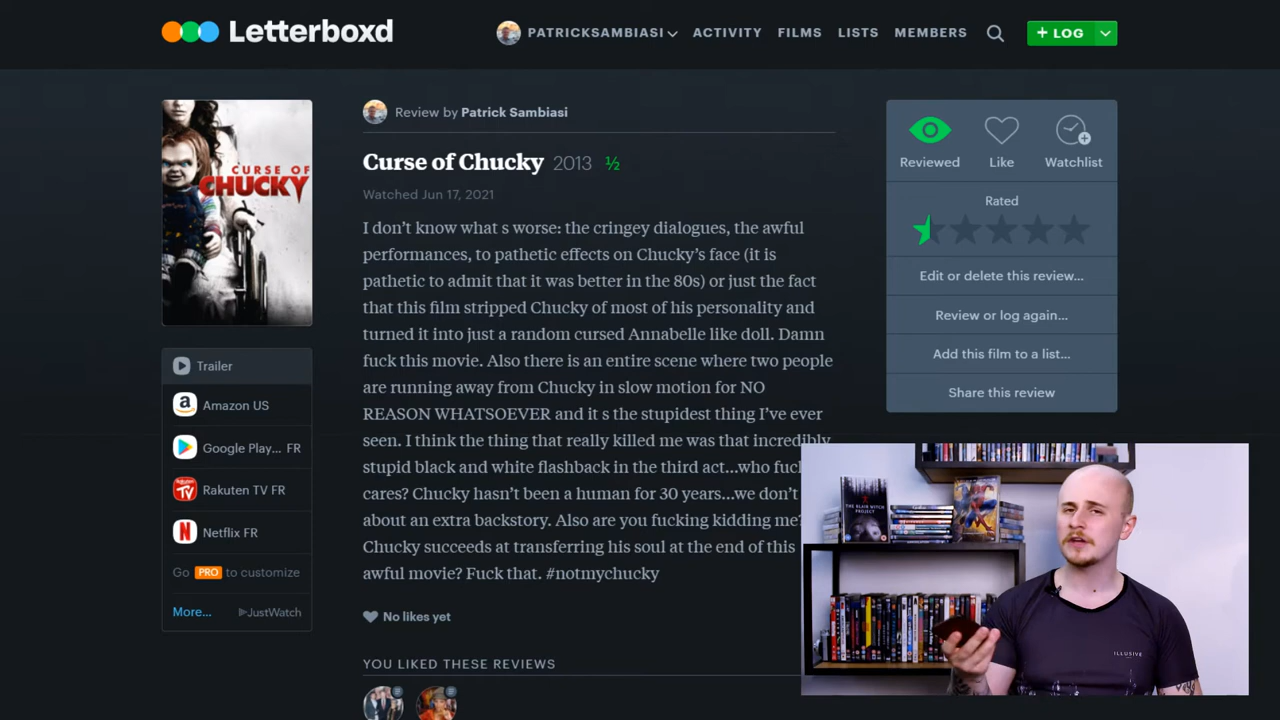 Letterboxd
PATRICKSAMBIASI ACTIVITY FILMS LISTS MEMBERS + LOG
CURSE OF
CHUCKY
Trailer
Amazon US
Google Play... FR
Rakuten TV FR
Netflix FR
Go PRO to customize
More... JustWatch
Review by Patrick Sambiasi
Curse of Chucky 2013 ½
Watched Jun 17, 2021
I don't know what s worse: the cringey dialogues, the awful
performances, to pathetic effects on Chucky's face (it is
pathetic to admit that it was better in the 80s) or just the fact
that this film stripped Chucky of most of his personality and
turned it into just a random cursed Annabelle like doll. Damn
fuck this movie. Also there is an entire scene where two people
are running away from Chucky in slow motion for NO
REASON WHATSOEVER and it s the stupidest thing I've ever
seen. I think the thing that really killed me was that incredibly
stupid black and white flashback in the third act...who
cares? Chucky hasn't been a human for 30 years...we don't
about an extra backstory. Also are you fucking kidding me?
Chucky succeeds at transferring his soul at the end of this
awful movie? Fuck that. #notmychucky
No likes yet
YOU LIKED THESE REVIEWS
Reviewed Like Watchlist
Rated
Edit or delete this review...
Review or log again...
Add this film to a list...
Share this review
THE BLAIR WITCH
PROJECT
ILLUSIVE